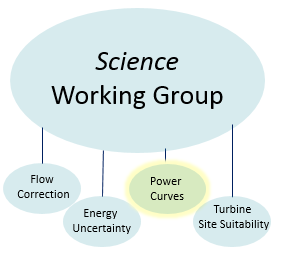 Science
Working Group
Flow
Correction
Energy
Uncertainty
Power
Curves
Turbine
Site Suitability